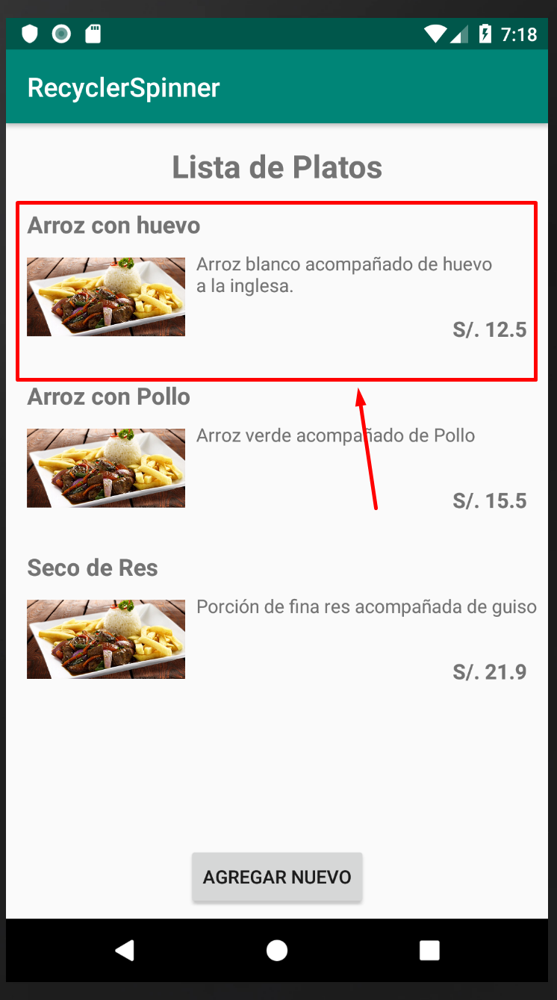 7:18
RecyclerSpinner
Lista de Platos
Arroz con huevo
Arroz blanco acompañado de huevo
a la inglesa.
S/. 12.5
Arroz con Pollo
Arroz verde acompañado de Pollo
S/. 15.5
Seco de Res
Porción de fina res acompañada de guiso
S/. 21.9
AGREGAR NUEVO